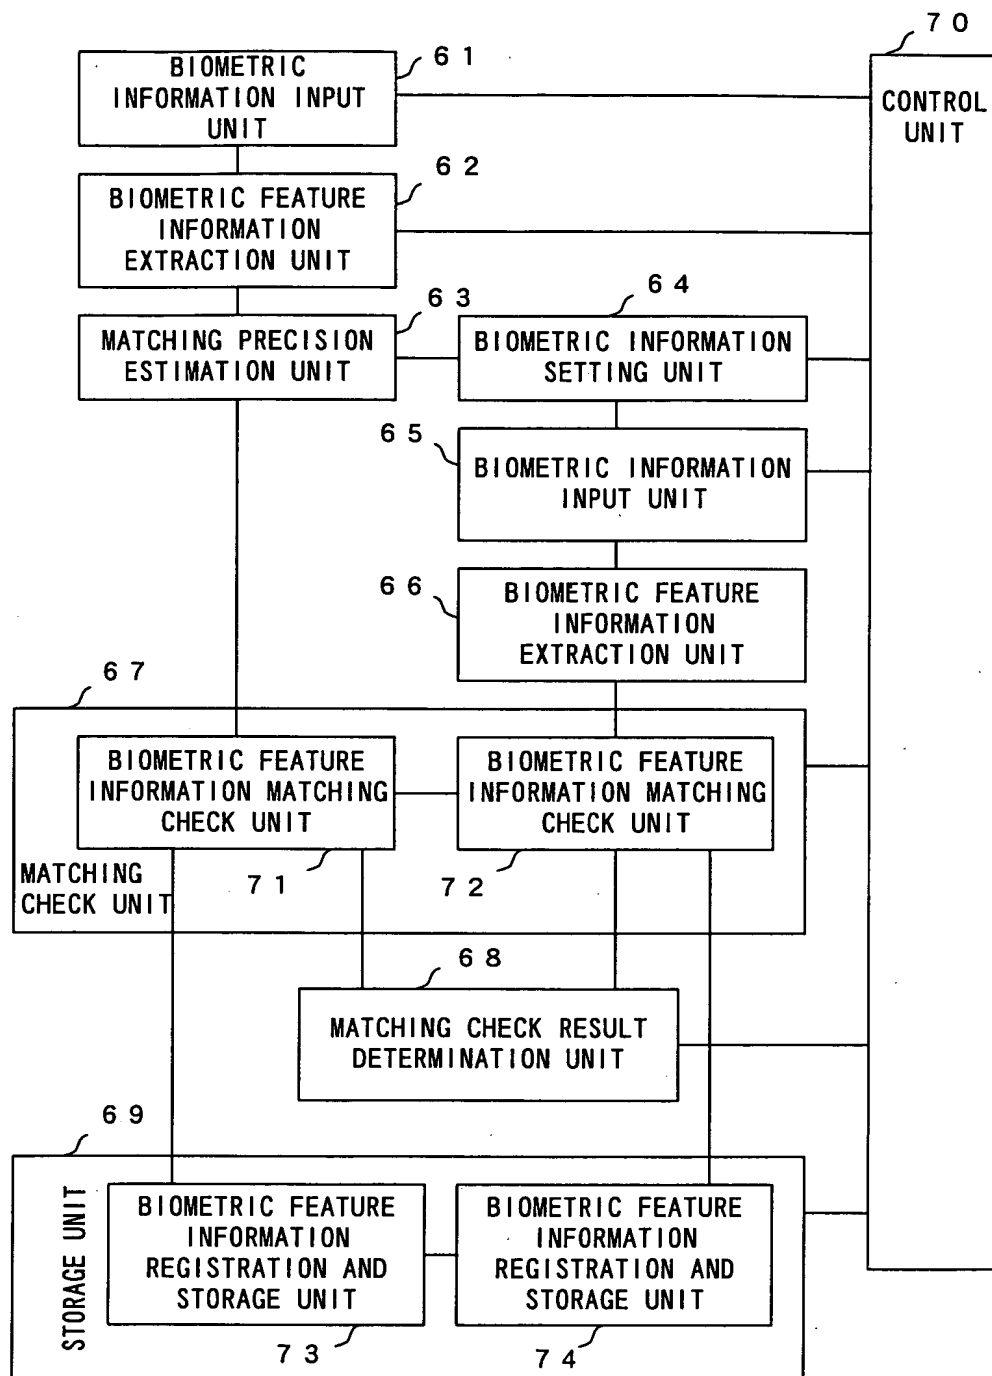 70
61
BIOMETRIC
INFORMATION INPUT
UNIT
CONTROL
UNIT
62
BIOMETRIC FEATURE
INFORMATION
EXTRACTION UNIT
63
MATCHING PRECISION
ESTIMATION UNIT
64
BIOMETRIC INFORMATION
SETTING UNIT
65
BIOMETRIC INFORMATION
INPUT UNIT
66
BIOMETRIC FEATURE
INFORMATION
EXTRACTION UNIT
67
BIOMETRIC FEATURE
INFORMATION MATCHING
CHECK UNIT
71
BIOMETRIC FEATURE
INFORMATION MATCHING
CHECK UNIT
72
MATCHING
CHECK UNIT
68
MATCHING CHECK RESULT
DETERMINATION UNIT
69
STORAGE UNIT
BIOMETRIC FEATURE
INFORMATION
REGISTRATION AND
STORAGE UNIT
73
BIOMETRIC FEATURE
INFORMATION
REGISTRATION AND
STORAGE UNIT
74